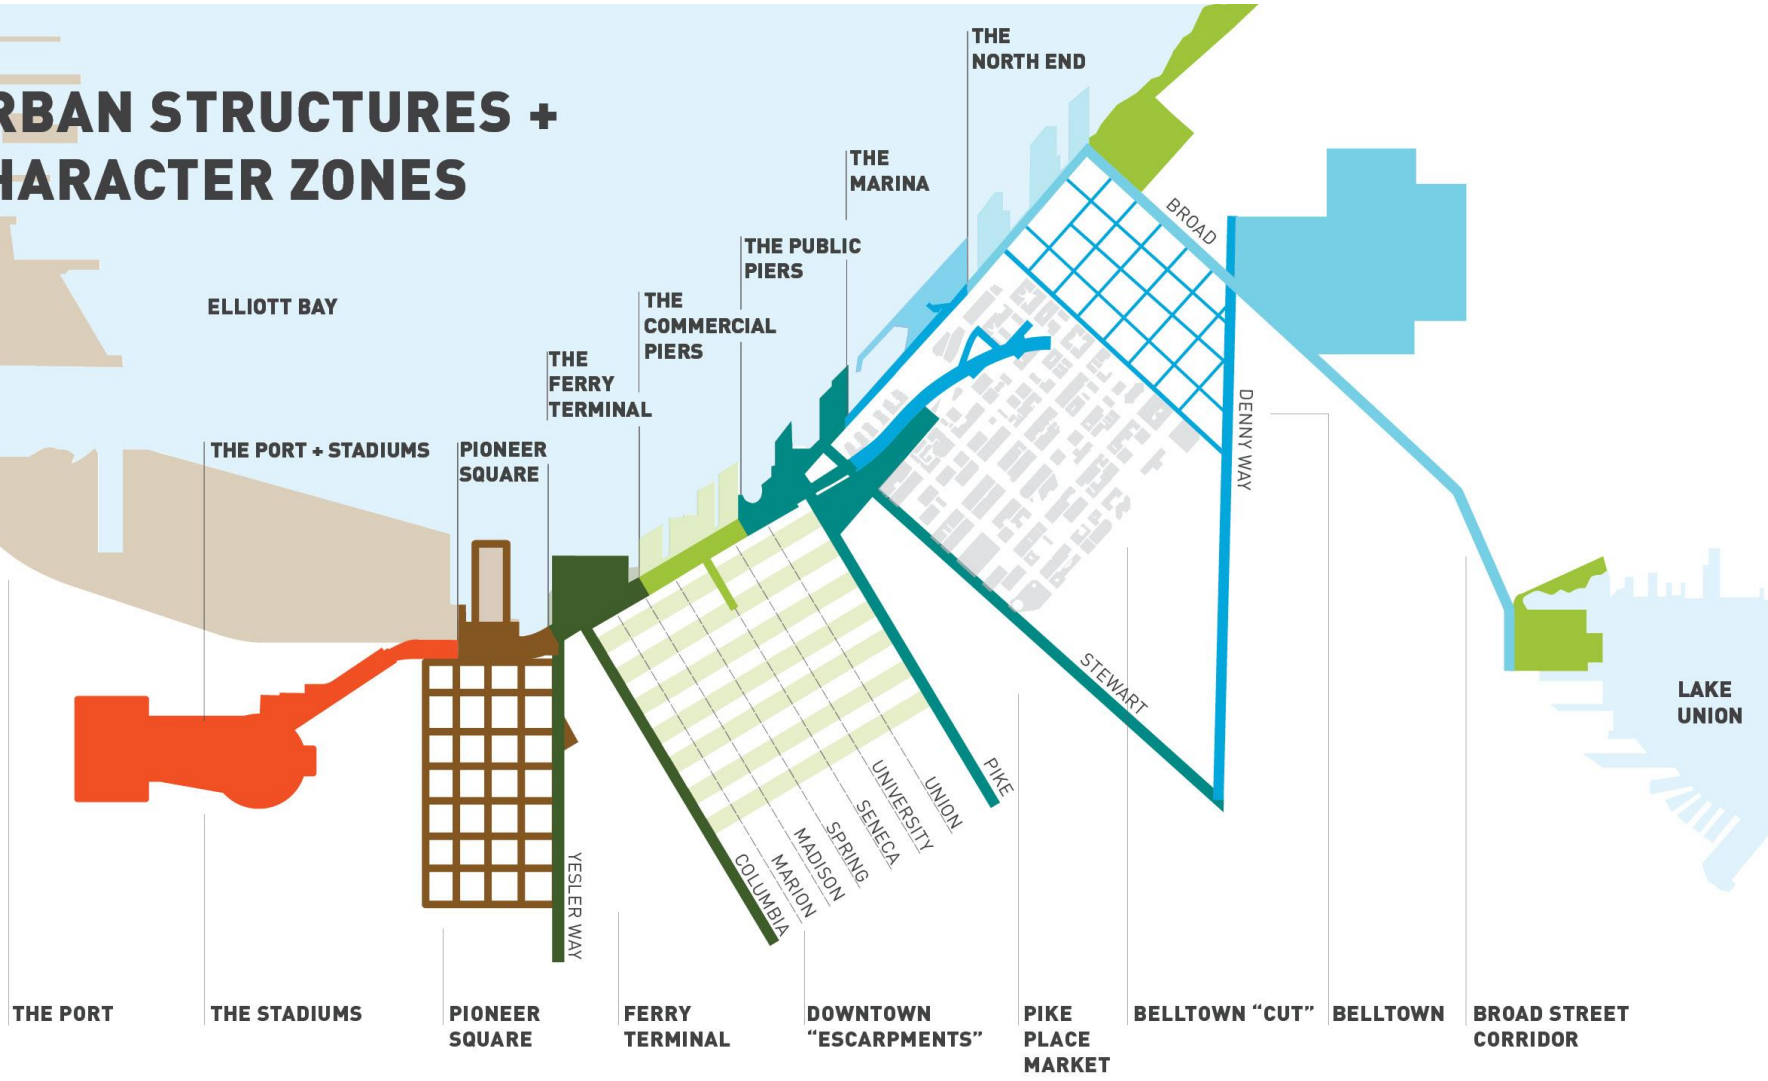 RBAN STRUCTURES +
HARACTER ZONES
THE
NORTH END
THE
MARINA
THE PUBLIC
PIERS
THE
COMMERCIAL
PIERS
THE
FERRY
TERMINAL
ELLIOTT BAY
THE PORT + STADIUMS
PIONEER
SQUARE
BROAD
DENNY WAY
STEWART
PIKE
UNION
UNIVERSITY
SENECA
SPRING
MADISON
MARION
COLUMBIA
YESLER WAY
LAKE
UNION
THE PORT
THE STADIUMS
PIONEER
SQUARE
FERRY
TERMINAL
DOWNTOWN
“ESCARPMENTS”
PIKE
PLACE
MARKET
BELLTOWN “CUT”
BELLTOWN
BROAD STREET
CORRIDOR